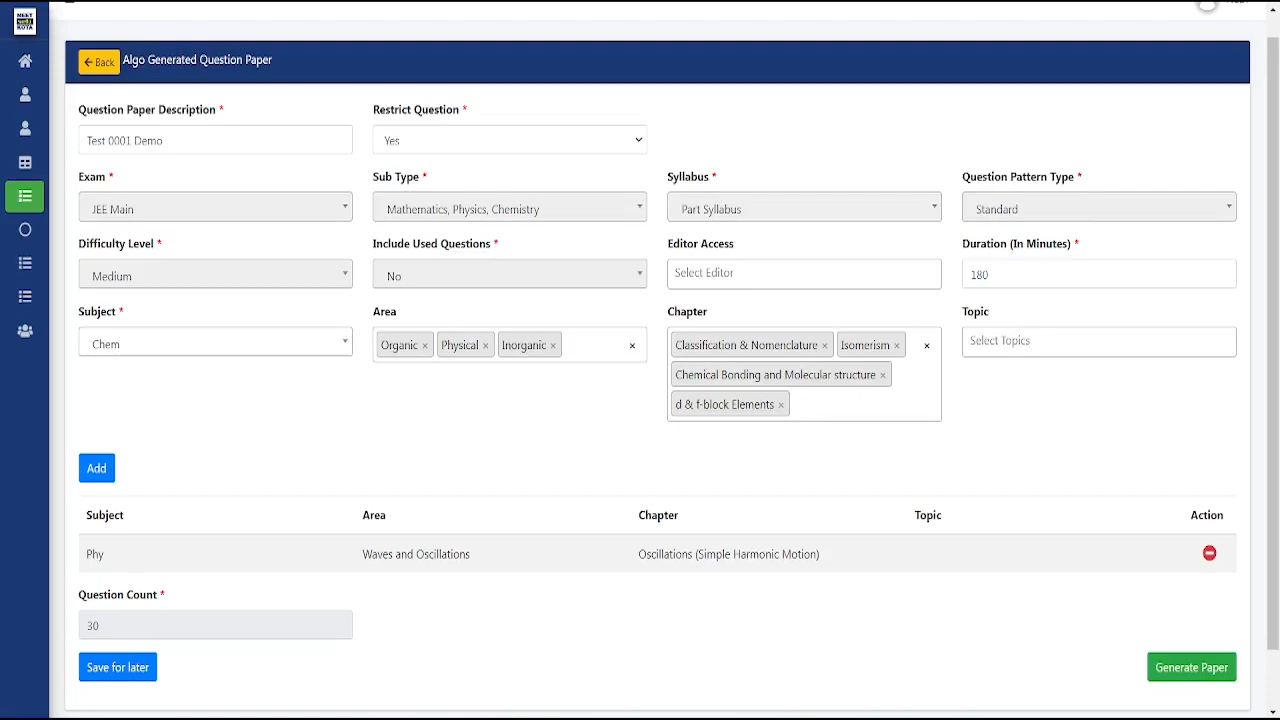 Back Algo Generated Question Paper
Question Paper Description * Restrict Question *
Test 0001 Demo Yes
Exam * Sub Type * Syllabus * Question Pattern Type *
JEE Main Mathematics, Physics, Chemistry Part Syllabus Standard
Difficulty Level * Include Used Questions * Editor Access Duration (In Minutes) *
Medium No Select Editor 180
Subject * Area Chapter Topic
Chem Organic × Physical × Inorganic × × Classification & Nomenclature × Isomerism × × Select Topics
Chemical Bonding and Molecular structure ×
d & f-block Elements ×
Add
Subject Area Chapter Topic Action
Phy Waves and Oscillations Oscillations (Simple Harmonic Motion)
Question Count *
30
Save for later Generate Paper